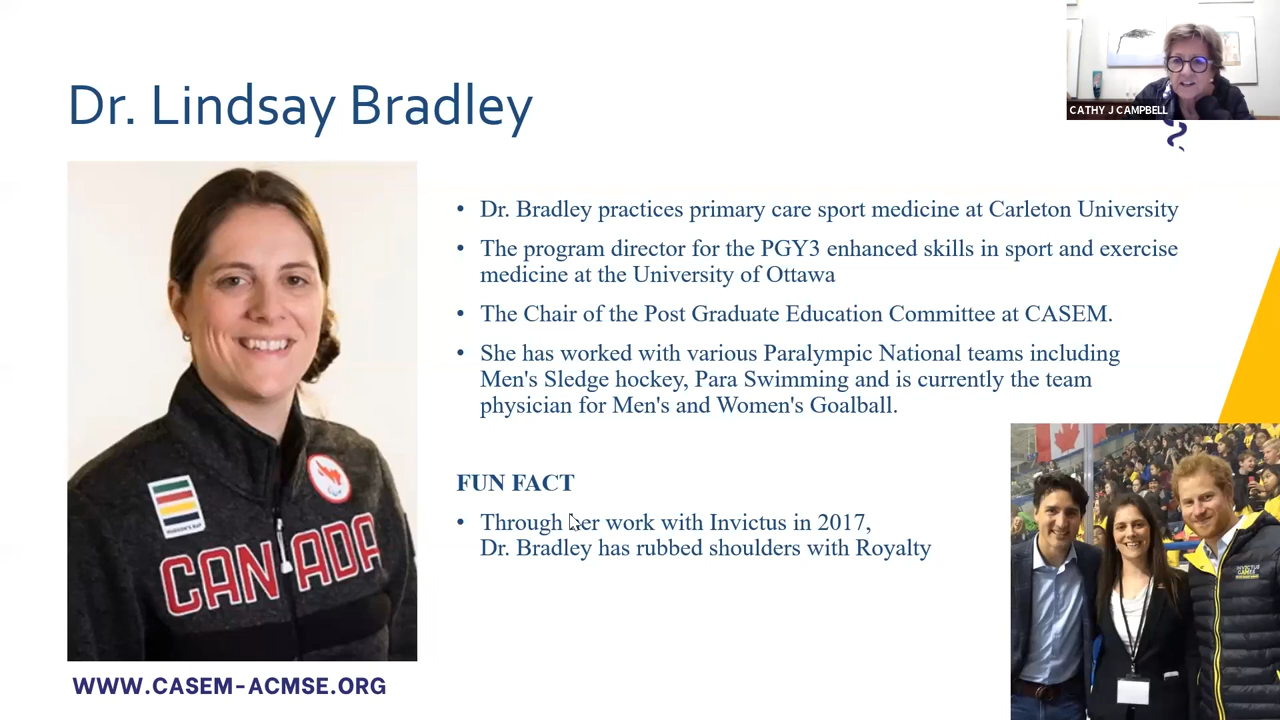 Dr. Lindsay Bradley
CATHY J CAMPBELL
• Dr. Bradley practices primary care sport medicine at Carleton University
• The program director for the PGY3 enhanced skills in sport and exercise
medicine at the University of Ottawa
• The Chair of the Post Graduate Education Committee at CASEM.
• She has worked with various Paralympic National teams including
Men's Sledge hockey, Para Swimming and is currently the team
physician for Men's and Women's Goalball.
HUDSON'S BAY
CANADA
FUN FACT
• Through her work with Invictus in 2017,
Dr. Bradley has rubbed shoulders with Royalty
INVICTUS
GAMES
WWW.CASEM-ACMSE.ORG